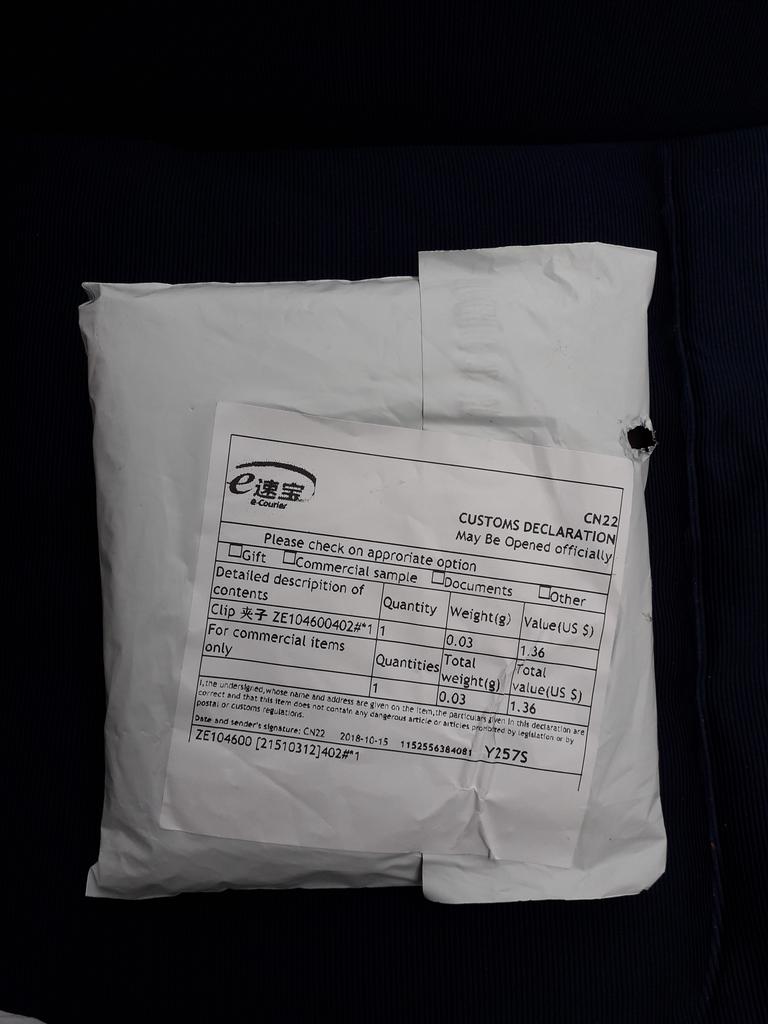 e速宝
e-Courier
CN22
CUSTOMS DECLARATION
May Be Opened officially
Please check on approriate option
Gift Commercial sample Documents Other
Detailed descripition of contents Quantity Weight(g) Value(US $)
Clip 夹子 ZE104600402#*1 1 0.03 1.36
For commercial items only Quantities Total weight(g) Total value(US $)
1 0.03 1.36
I, the undersigned, whose name and address are given on the item, the particulars given in this declaration are
correct and that this item does not contain any dangerous article or articles prohibited by legislation or by
postal or customs regulations.
Date and sender's signature: CN22 2018-10-15 1152556384081 Y257S
ZE104600 [21510312]402#*1